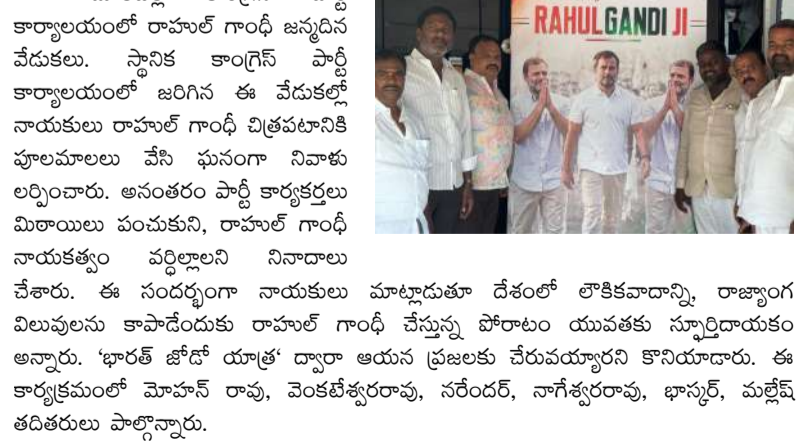 కార్యాలయంలో రాహుల్ గాంధీ జన్మదిన
వేడుకలు. స్థానిక కాంగ్రెస్ పార్టీ
కార్యాలయంలో జరిగిన ఈ వేడుకల్లో
నాయకులు రాహుల్ గాంధీ చిత్రపటానికి
పూలమాలలు వేసి ఘనంగా నివాళు
లర్పించారు. అనంతరం పార్టీ కార్యకర్తలు
మిఠాయిలు పంచుకుని, రాహుల్ గాంధీ
నాయకత్వం వర్ధిల్లాలని నినాదాలు
చేశారు. ఈ సందర్భంగా నాయకులు మాట్లాడుతూ దేశంలో లౌకికవాదాన్ని, రాజ్యాంగ
విలువులను కాపాడేందుకు రాహుల్ గాంధీ చేస్తున్న పోరాటం యువతకు స్ఫూర్తిదాయకం
అన్నారు. ‘భారత్ జోడో యాత్ర‘ ద్వారా ఆయన ప్రజలకు చేరువయ్యారని కొనియాడారు. ఈ
కార్యక్రమంలో మోహన్ రావు, వెంకటేశ్వరరావు, నరేందర్, నాగేశ్వరరావు, భాస్కర్, మల్లేష్
తదితరులు పాల్గొన్నారు.
RAHULGANDI JI